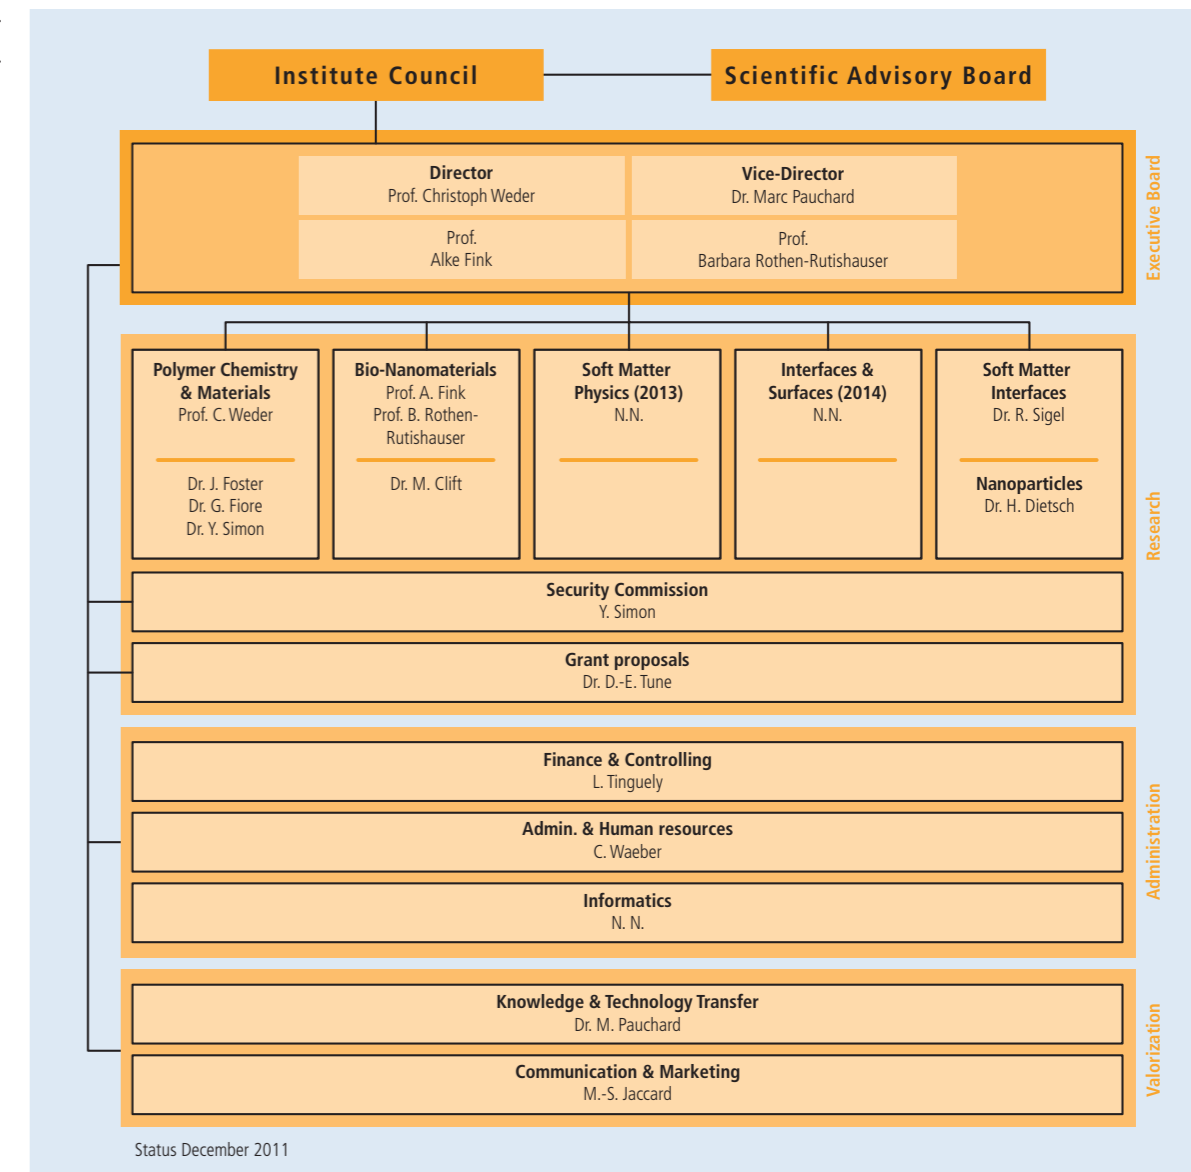 Institute Council
Scientific Advisory Board
Director
Prof. Christoph Weder
Vice-Director
Dr. Marc Pauchard
Prof.
Alke Fink
Prof.
Barbara Rothen-Rutishauser
Executive Board
Polymer Chemistry
& Materials
Prof. C. Weder
Dr. J. Foster
Dr. G. Fiore
Dr. Y. Simon
Bio-Nanomaterials
Prof. A. Fink
Prof. B. Rothen-
Rutishauser
Dr. M. Clift
Soft Matter
Physics (2013)
N.N.
Interfaces &
Surfaces (2014)
N.N.
Soft Matter
Interfaces
Dr. R. Sigel
Nanoparticles
Dr. H. Dietsch
Research
Security Commission
Y. Simon
Grant proposals
Dr. D.-E. Tune
Finance & Controlling
L. Tinguely
Admin. & Human resources
C. Waeber
Informatics
N. N.
Administration
Knowledge & Technology Transfer
Dr. M. Pauchard
Communication & Marketing
M.-S. Jaccard
Valorization
Status December 2011